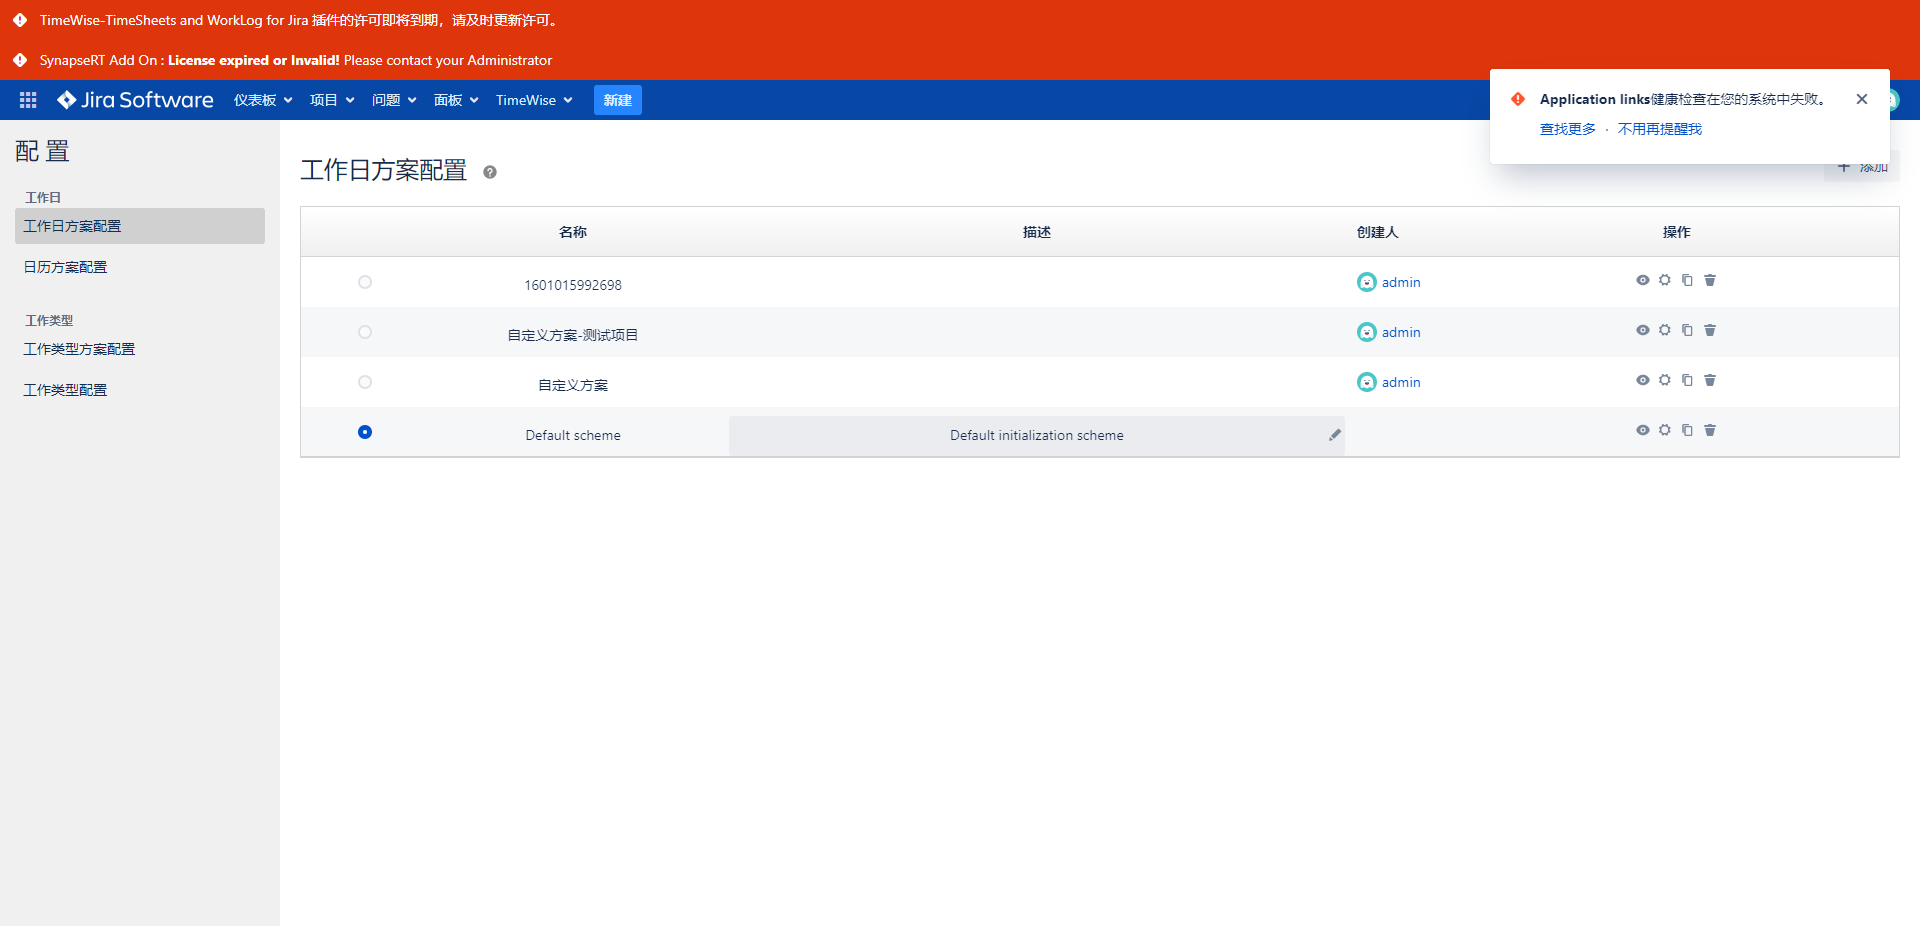 TimeWise-TimeSheets and WorkLog for Jira 插件的许可即将到期，请及时更新许可。
SynapseRT Add On : License expired or Invalid! Please contact your Administrator
Jira Software 仪表板 项目 问题 面板 TimeWise 新建
Application links健康检查在您的系统中失败。
查找更多 · 不用再提醒我
配 置
工作日
工作日方案配置
日历方案配置
工作类型
工作类型方案配置
工作类型配置
工作日方案配置
添加
名称 描述 创建人 操作
1601015992698 admin
自定义方案-测试项目 admin
自定义方案 admin
Default scheme Default initialization scheme